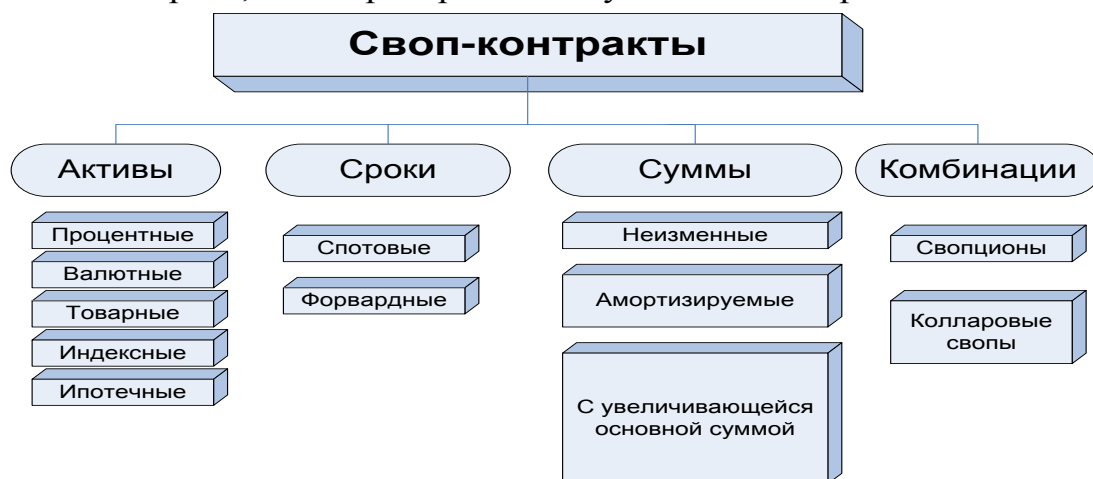 Своп-контракты
Активы
Сроки
Суммы
Комбинации
Процентные
Валютные
Товарные
Индексные
Ипотечные
Спотовые
Форвардные
Неизменные
Амортизируемые
С увеличивающейся
основной суммой
Свопционы
Колларовые
свопы